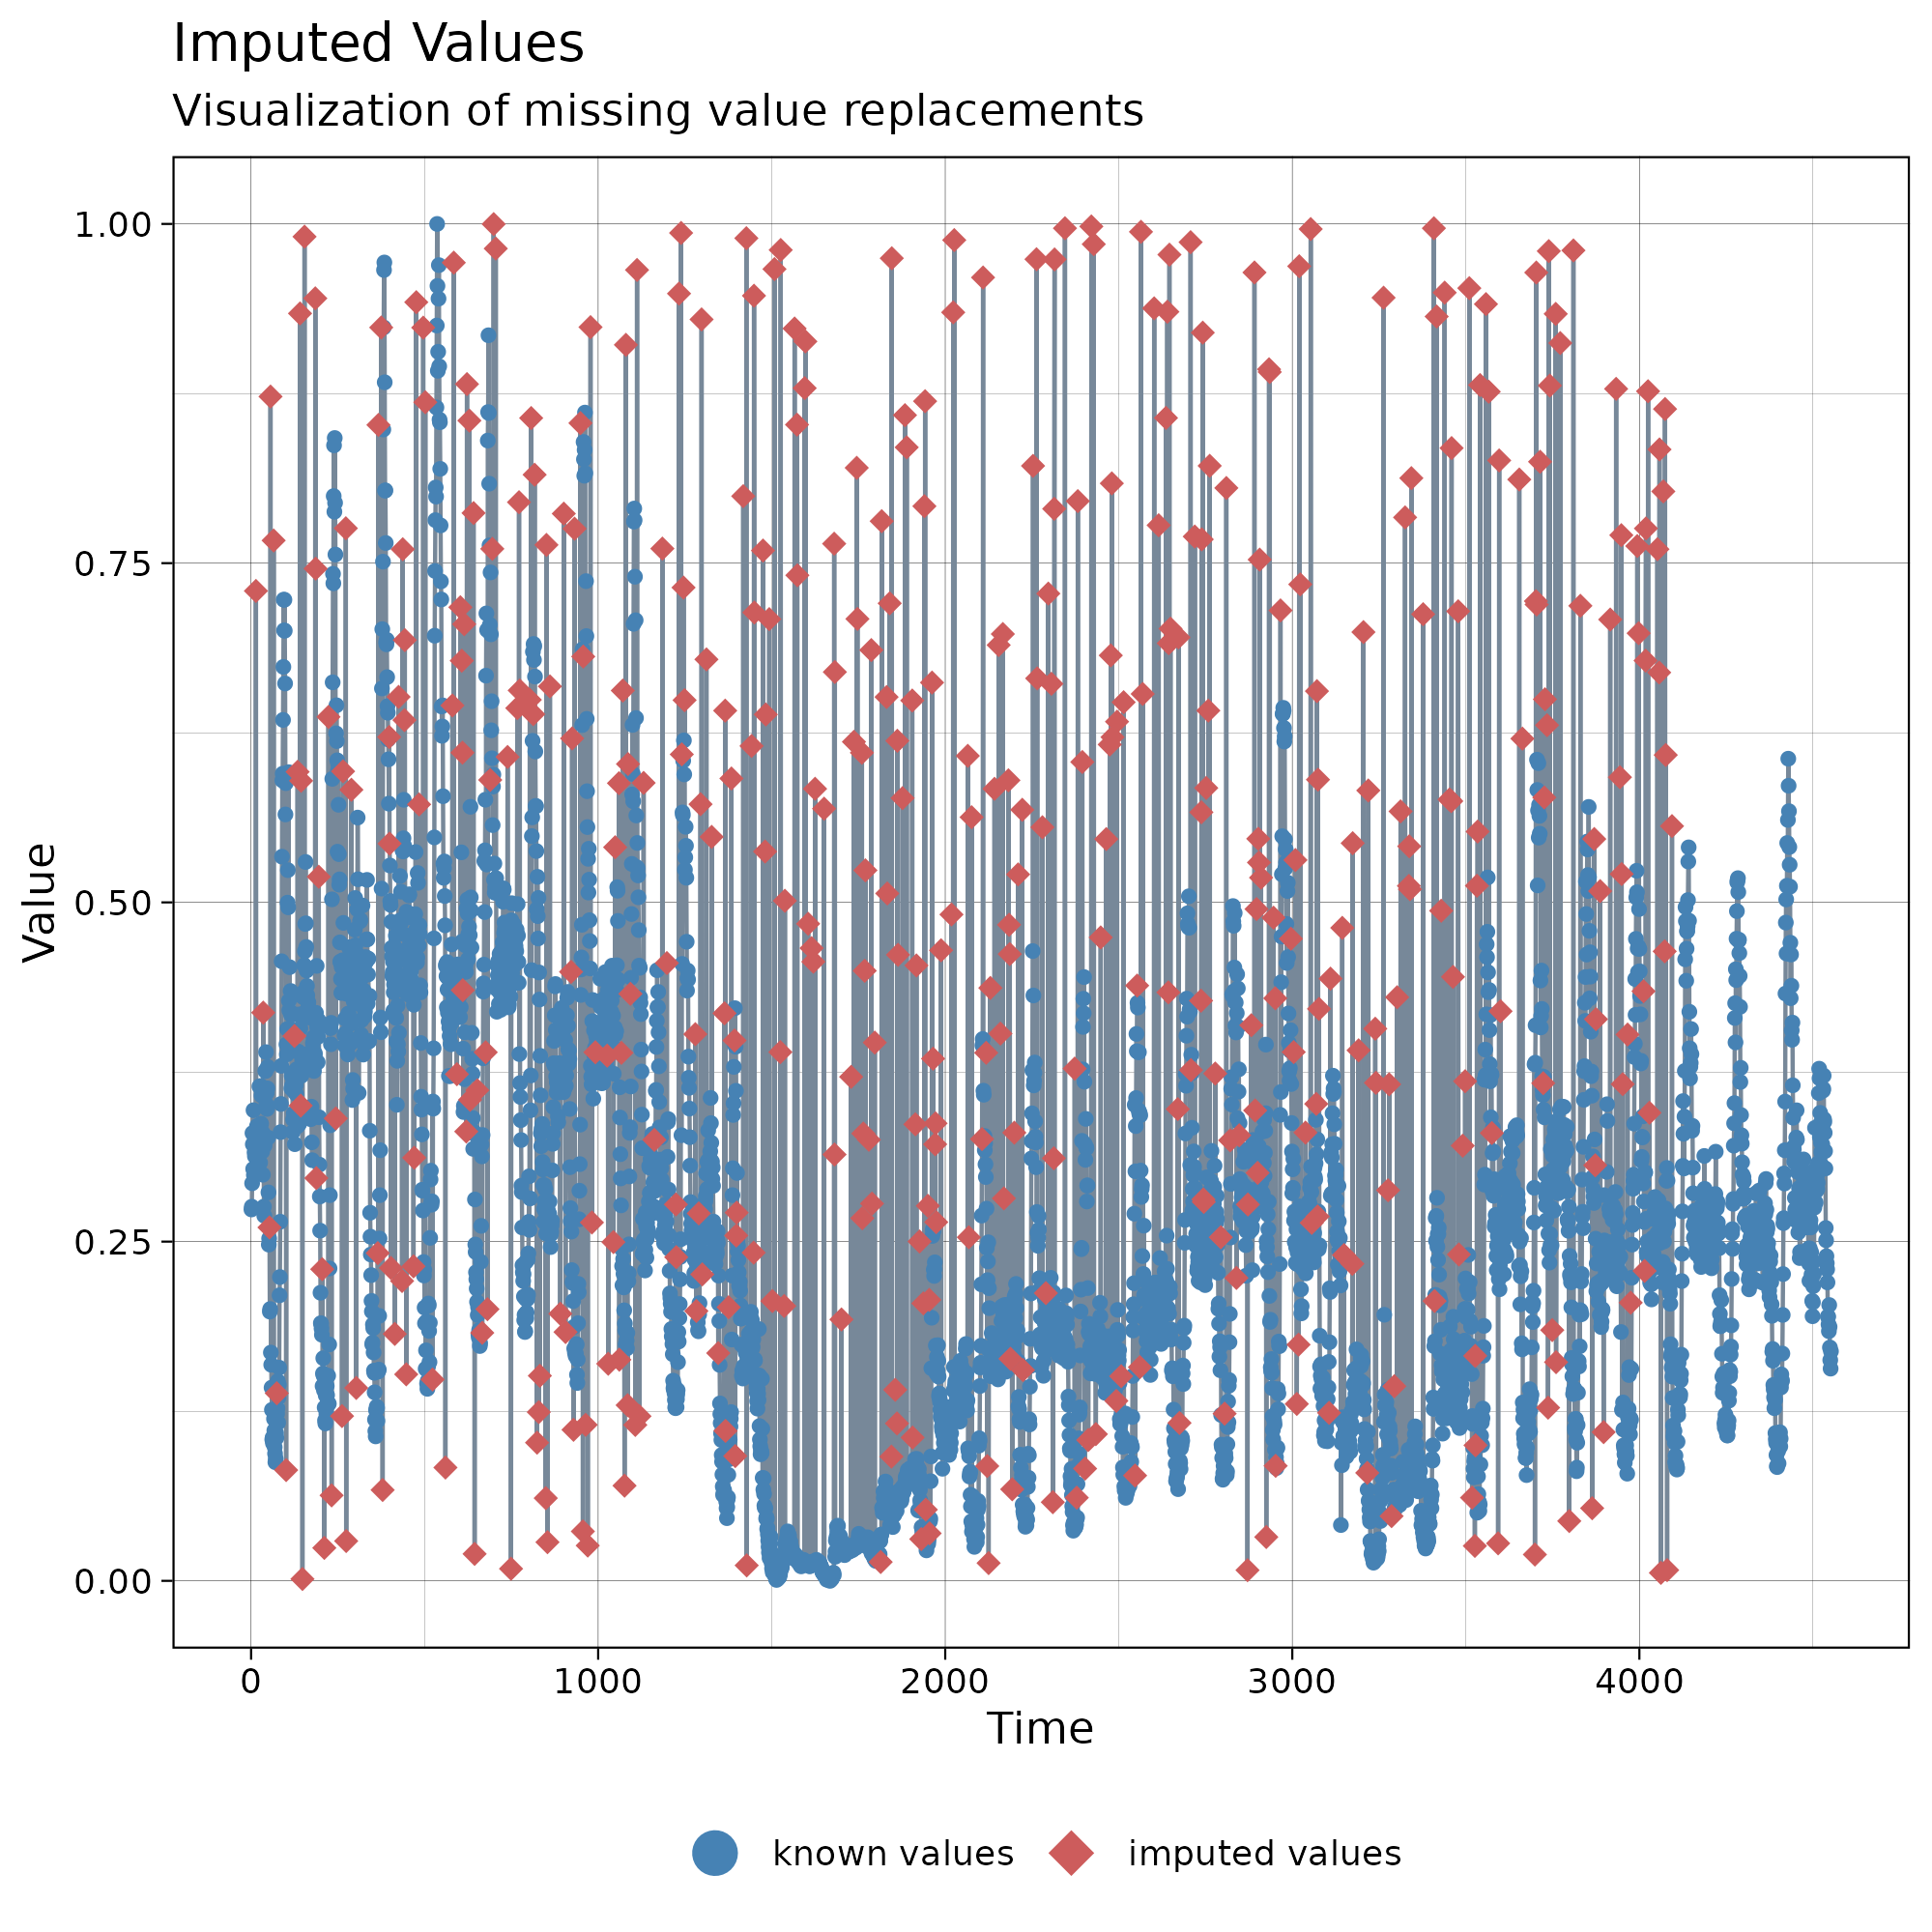 Imputed Values
Visualization of missing value replacements
1.00
0.75
0.50
0.25
0.00
Value
0
1000
2000
3000
4000
Time
known values
imputed values